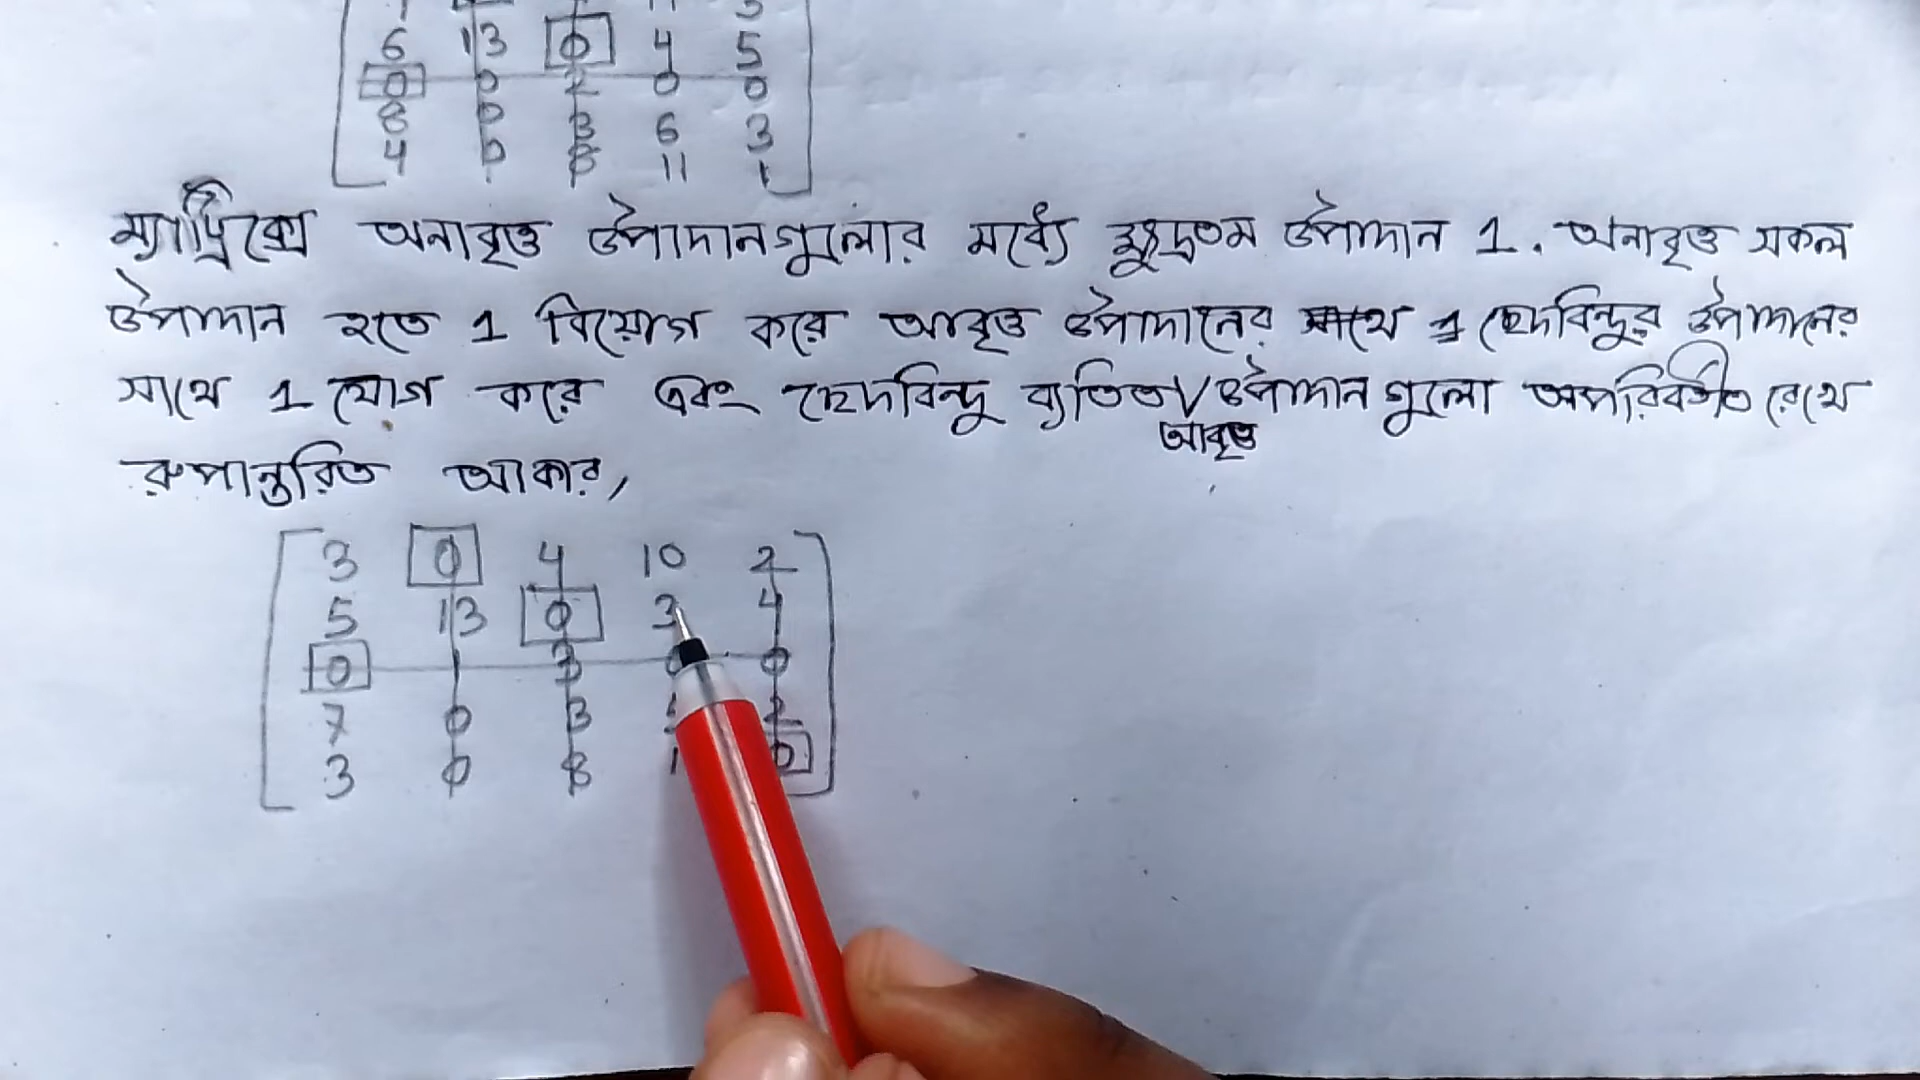 6 13 0 4 5
0 0 2 0 0
8 0 3 6 3
4 0 8 11 1
ম্যাট্রিক্সে অনাবৃত্ত উপাদানগুলোর মধ্যে ক্ষুদ্রতম উপাদান 1. অনাবৃত্ত সকল
উপাদান হতে 1 বিয়োগ করে আবৃত্ত উপাদানের ছেদবিন্দুর উপাদানের
সাথে 1 যোগ করে এবং ছেদবিন্দু ব্যতিত উপাদান গুলো অপরিবর্তীত রেখে
আবৃত্ত
রুপান্তরিত আকার,
3 0 4 10 2
5 13 0 3 4
0 1 3 0 0
7 0 3 2
3 0 8 0